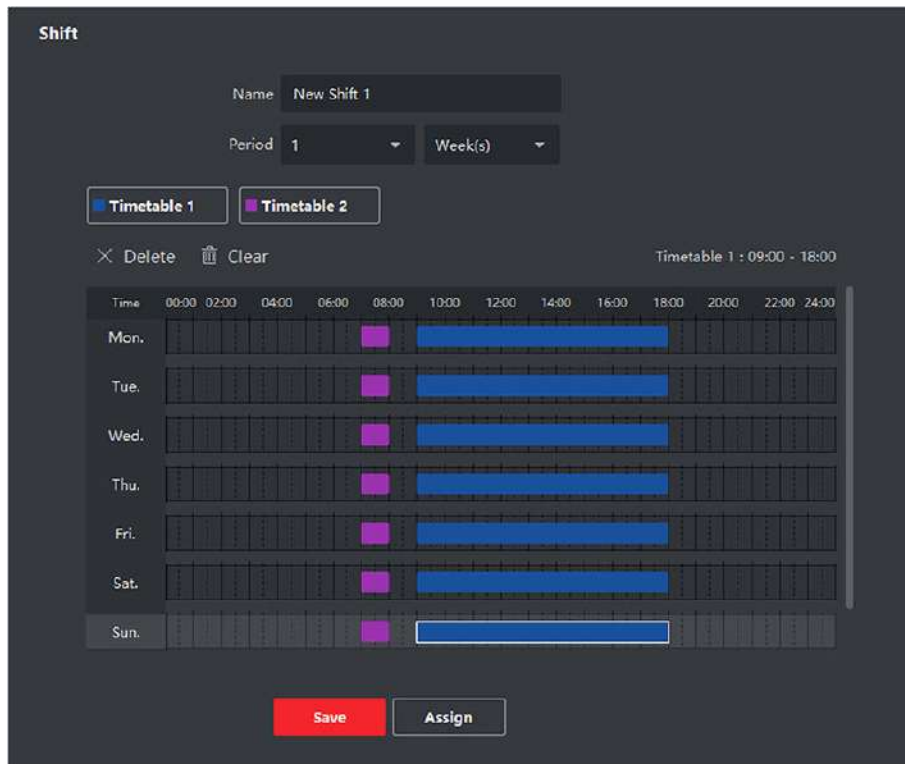 Shift
Name New Shift 1
Period 1 Week(s)
Timetable 1 Timetable 2
Delete Clear Timetable 1 : 09:00 - 18:00
Time 00:00 02:00 04:00 06:00 08:00 10:00 12:00 14:00 16:00 18:00 20:00 22:00 24:00
Mon.
Tue.
Wed.
Thu.
Fri.
Sat.
Sun.
Save Assign